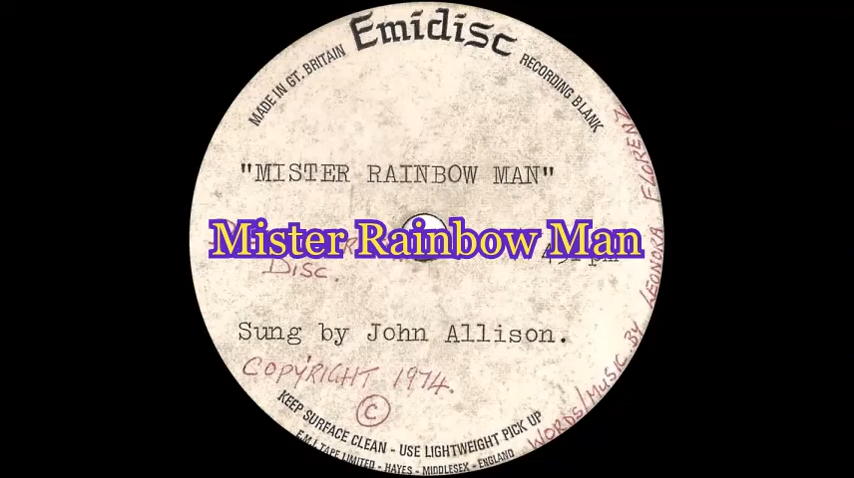 Emidisc
MADE IN GT. BRITAIN
RECORDING BLANK
"MISTER RAINBOW MAN"
Mister Rainbow Man
Disc.
Sung by John Allison.
COPYRIGHT 1974.
©
WORDS/MUSIC BY LEONORA FLORENZ
KEEP SURFACE CLEAN - USE LIGHTWEIGHT PICK UP
E.M.I. TAPE LIMITED - HAYES - MIDDLESEX - ENGLAND